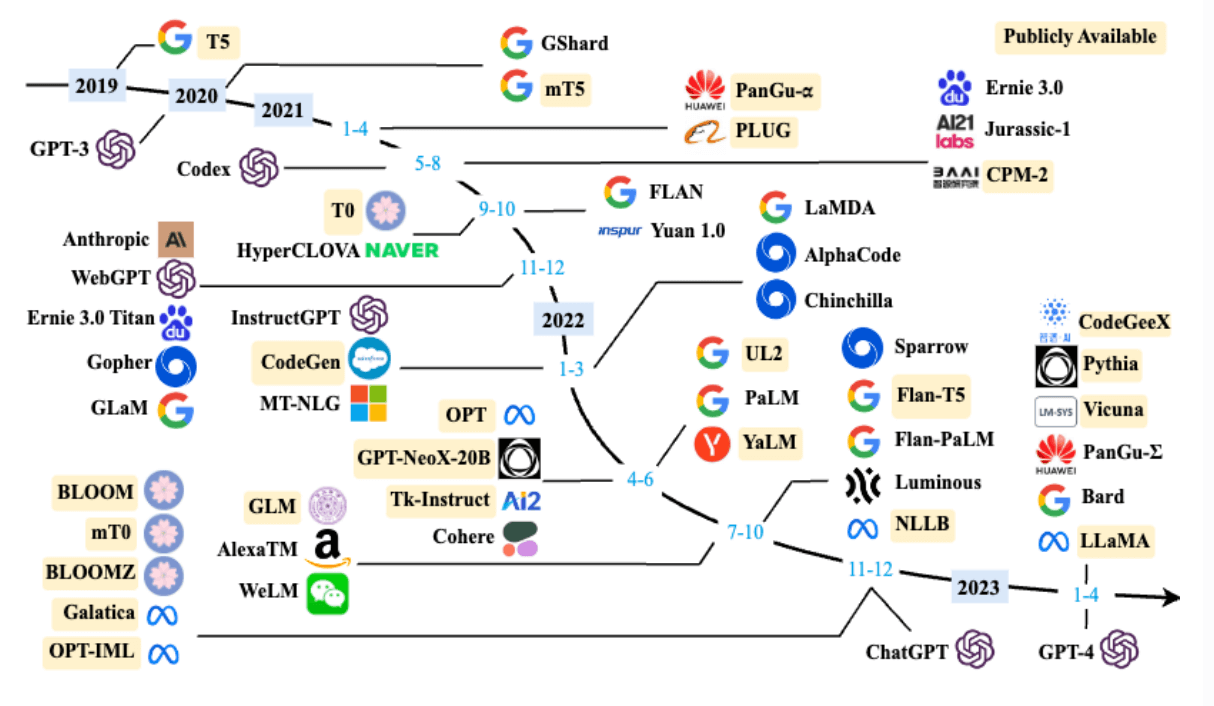 Publicly Available
T5
2019
2020
2021
GPT-3
GShard
mT5
1-4
HUAWEI
PanGu-α
PLUG
Codex
5-8
du
Ernie 3.0
AI21
labs
Jurassic-1
BAAI
CPM-2
T0
HyperCLOVA NAVER
9-10
FLAN
inspur Yuan 1.0
Anthropic AI
WebGPT
Ernie 3.0 Titan du
Gopher
GLaM
11-12
2022
InstructGPT
CodeGen
MT-NLG
1-3
LaMDA
AlphaCode
Chinchilla
OPT
GPT-NeoX-20B
Tk-Instruct Ai2
Cohere
4-6
UL2
PaLM
Y YaLM
GLM
AlexaTM a
WeLM
7-10
Sparrow
Flan-T5
Flan-PaLM
Luminous
NLLB
BLOOM
mT0
BLOOMZ
Galatica
OPT-IML
11-12
ChatGPT
2023
1-4
CodeGeeX
Pythia
LM-SYS Vicuna
HUAWEI
PanGu-Σ
Bard
LLaMA
GPT-4